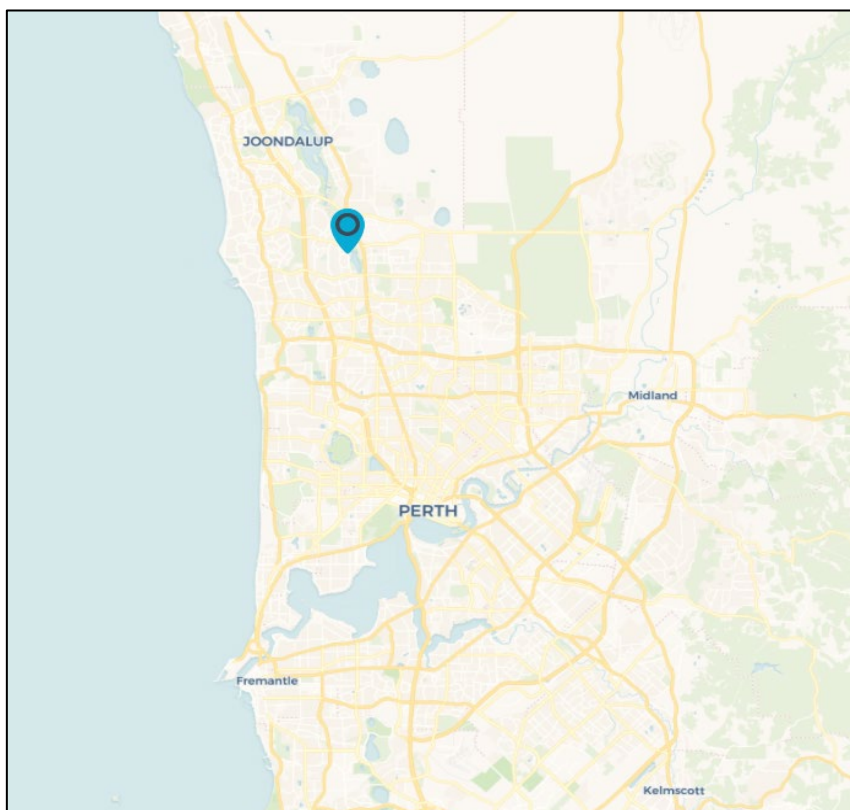 JOONDALUP
Midland
PERTH
Fremantle
Kelmscott